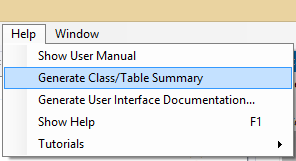 Help Window
Show User Manual
Generate Class/Table Summary
Generate User Interface Documentation...
Show Help F1
Tutorials